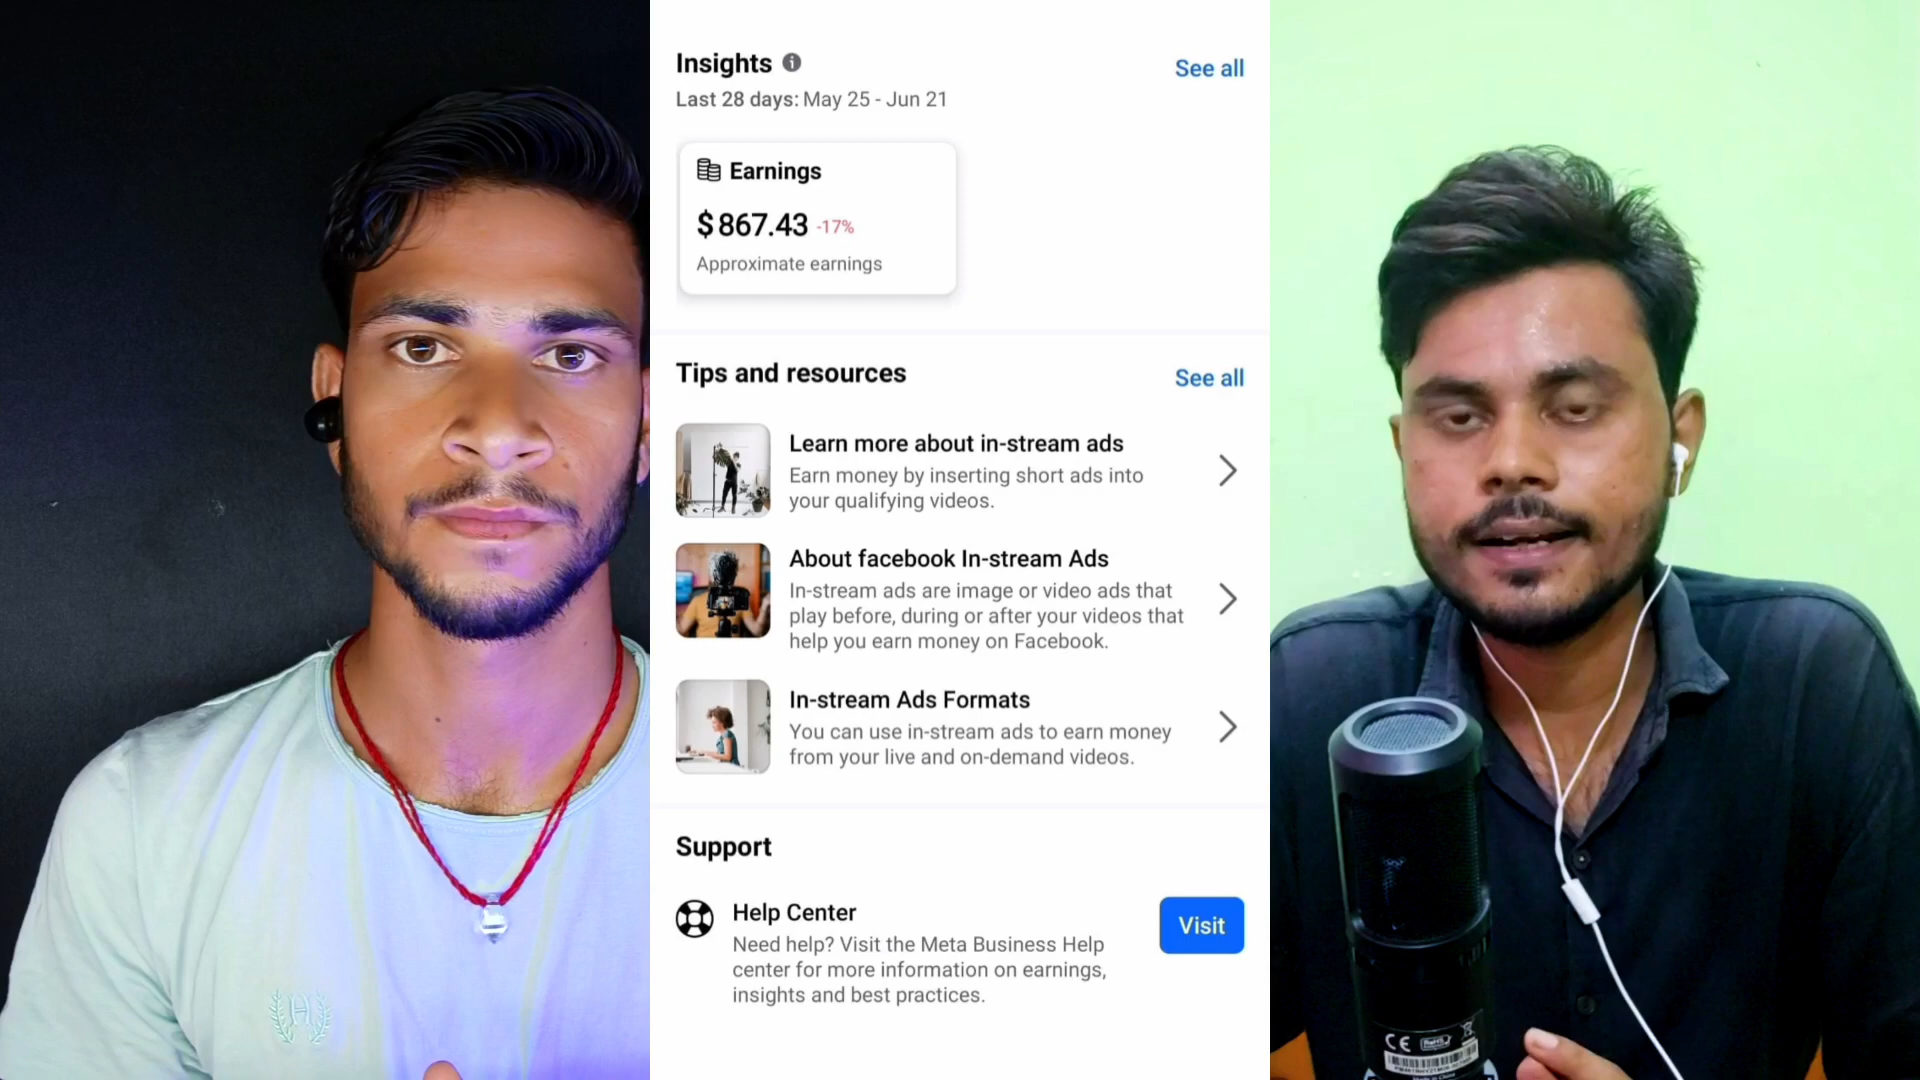 Insights
See all
Last 28 days: May 25 - Jun 21
Earnings
$867.43 -17%
Approximate earnings
Tips and resources
See all
Learn more about in-stream ads
Earn money by inserting short ads into
your qualifying videos.
About facebook In-stream Ads
In-stream ads are image or video ads that
play before, during or after your videos that
help you earn money on Facebook.
In-stream Ads Formats
You can use in-stream ads to earn money
from your live and on-demand videos.
Support
Help Center
Need help? Visit the Meta Business Help
center for more information on earnings,
insights and best practices.
Visit
H
CE RoHS